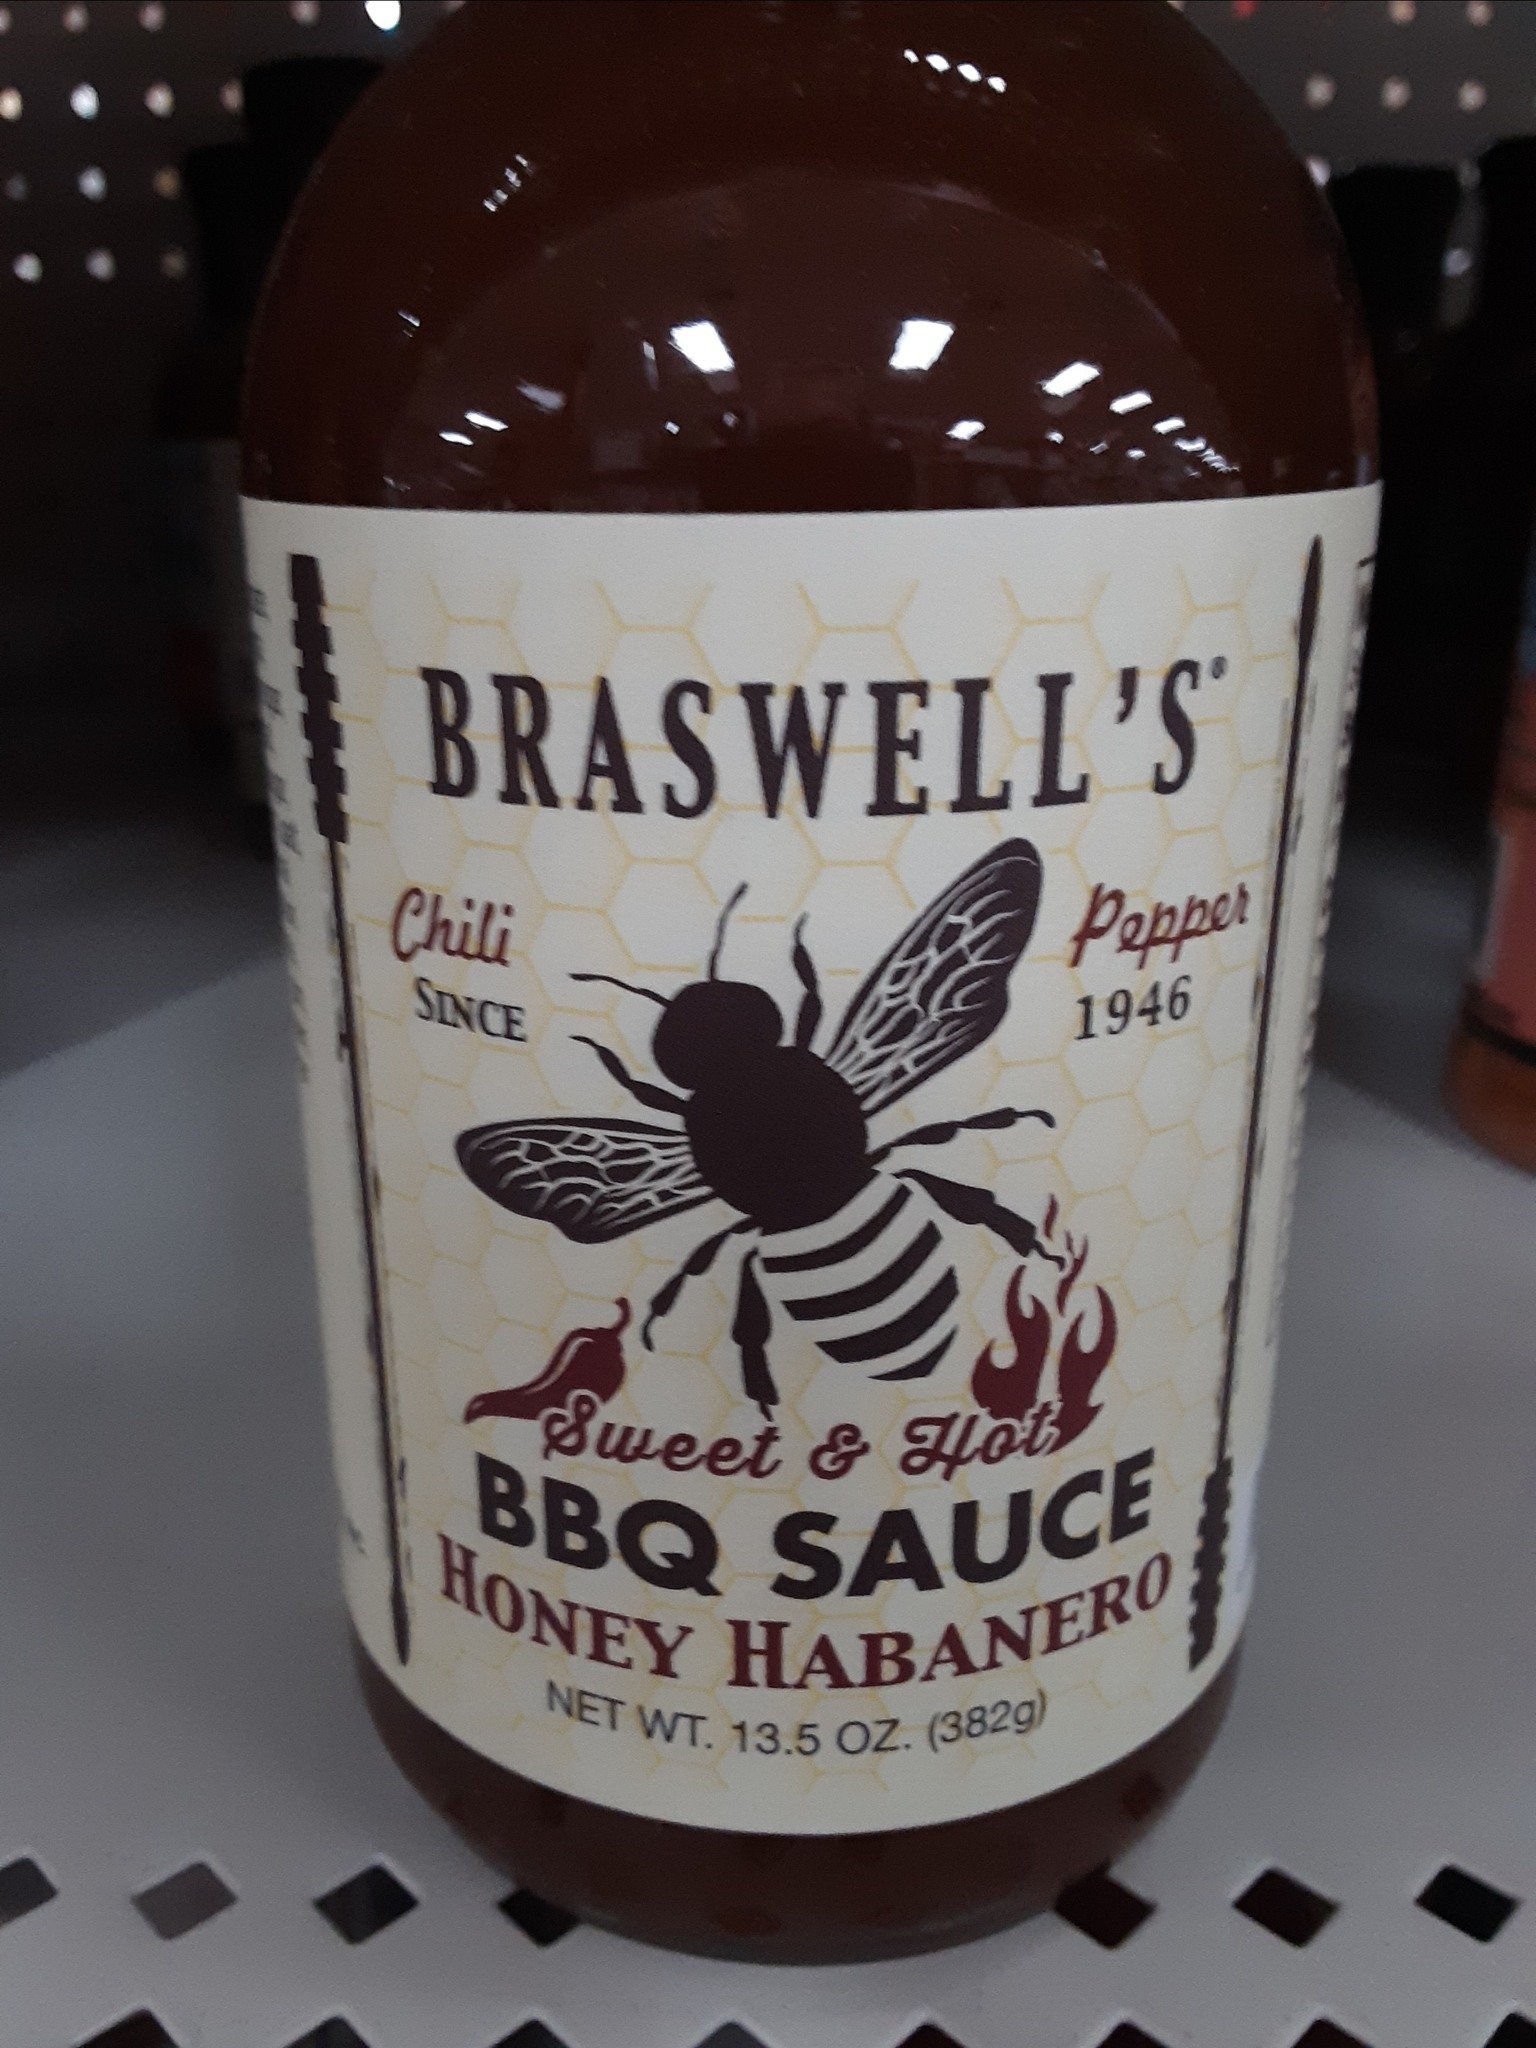 BRASWELL'S®
Chili Pepper
SINCE 1946
Sweet & Hot
BBQ SAUCE
HONEY HABANERO
NET WT. 13.5 OZ. (382g)